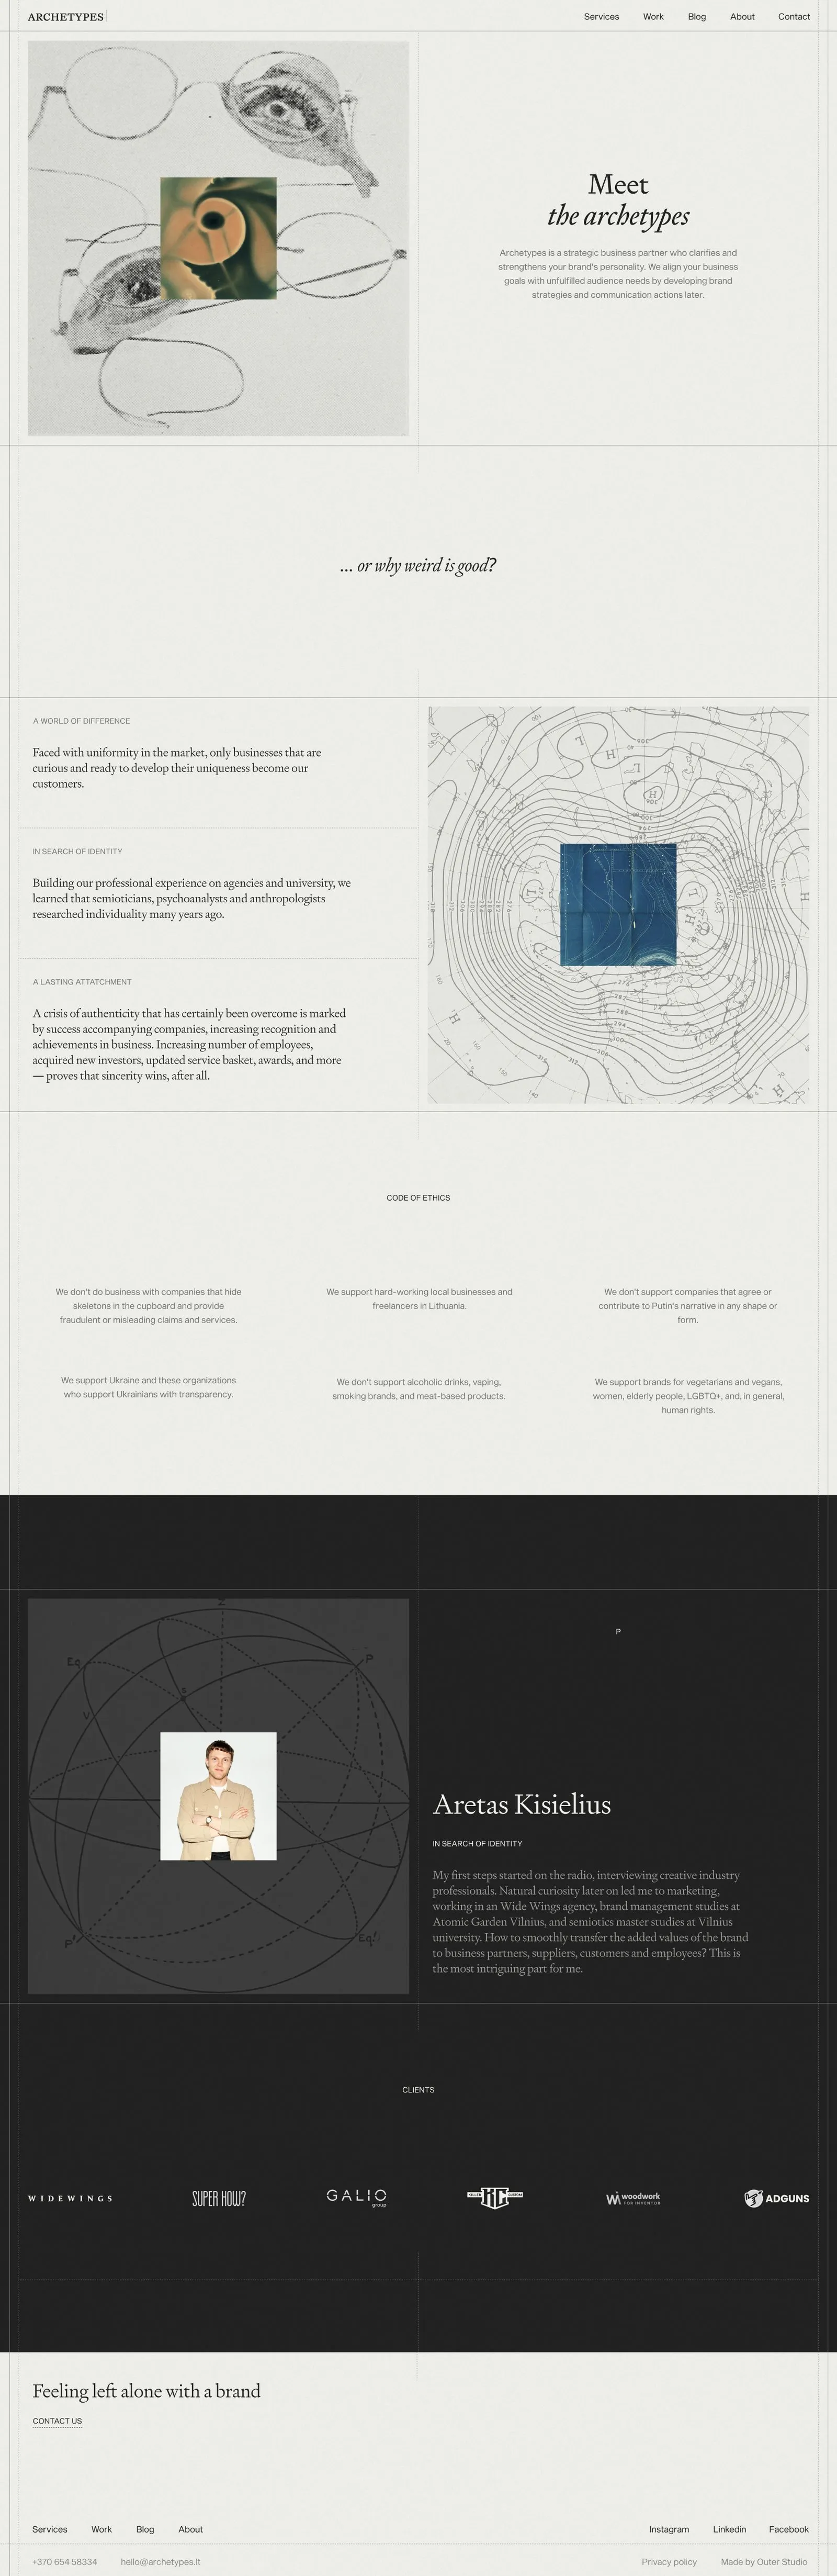 ARCHETYPES
Services Work Blog About Contact
Meet
the archetypes
Archetypes is a strategic business partner who clarifies and
strengthens your brand's personality. We align your business
goals with unfulfilled audience needs by developing brand
strategies and communication actions later.
... or why weird is good?
A WORLD OF DIFFERENCE
Faced with uniformity in the market, only businesses that are
curious and ready to develop their uniqueness become our
customers.
IN SEARCH OF IDENTITY
Building our professional experience on agencies and university, we
learned that semioticians, psychoanalysts and anthropologists
researched individuality many years ago.
A LASTING ATTATCHMENT
A crisis of authenticity that has certainly been overcome is marked
by success accompanying companies, increasing recognition and
achievements in business. Increasing number of employees,
acquired new investors, updated service basket, awards, and more
— proves that sincerity wins, after all.
CODE OF ETHICS
We don't do business with companies that hide
skeletons in the cupboard and provide
fraudulent or misleading claims and services.
We support hard-working local businesses and
freelancers in Lithuania.
We don't support companies that agree or
contribute to Putin's narrative in any shape or
form.
We support Ukraine and these organizations
who support Ukrainians with transparency.
We don't support alcoholic drinks, vaping,
smoking brands, and meat-based products.
We support brands for vegetarians and vegans,
women, elderly people, LGBTQ+, and, in general,
human rights.
P
Aretas Kisielius
IN SEARCH OF IDENTITY
My first steps started on the radio, interviewing creative industry
professionals. Natural curiosity later on led me to marketing,
working in an Wide Wings agency, brand management studies at
Atomic Garden Vilnius, and semiotics master studies at Vilnius
university. How to smoothly transfer the added values of the brand
to business partners, suppliers, customers and employees? This is
the most intriguing part for me.
CLIENTS
WIDEWINGS
SUPER HOW?
GALIO
group
KILLER KC CUSTOM
woodwork
FOR INVENTOR
ADGUNS
Feeling left alone with a brand
CONTACT US
Services Work Blog About
Instagram Linkedin Facebook
+370 654 58334 hello@archetypes.lt
Privacy policy Made by Outer Studio